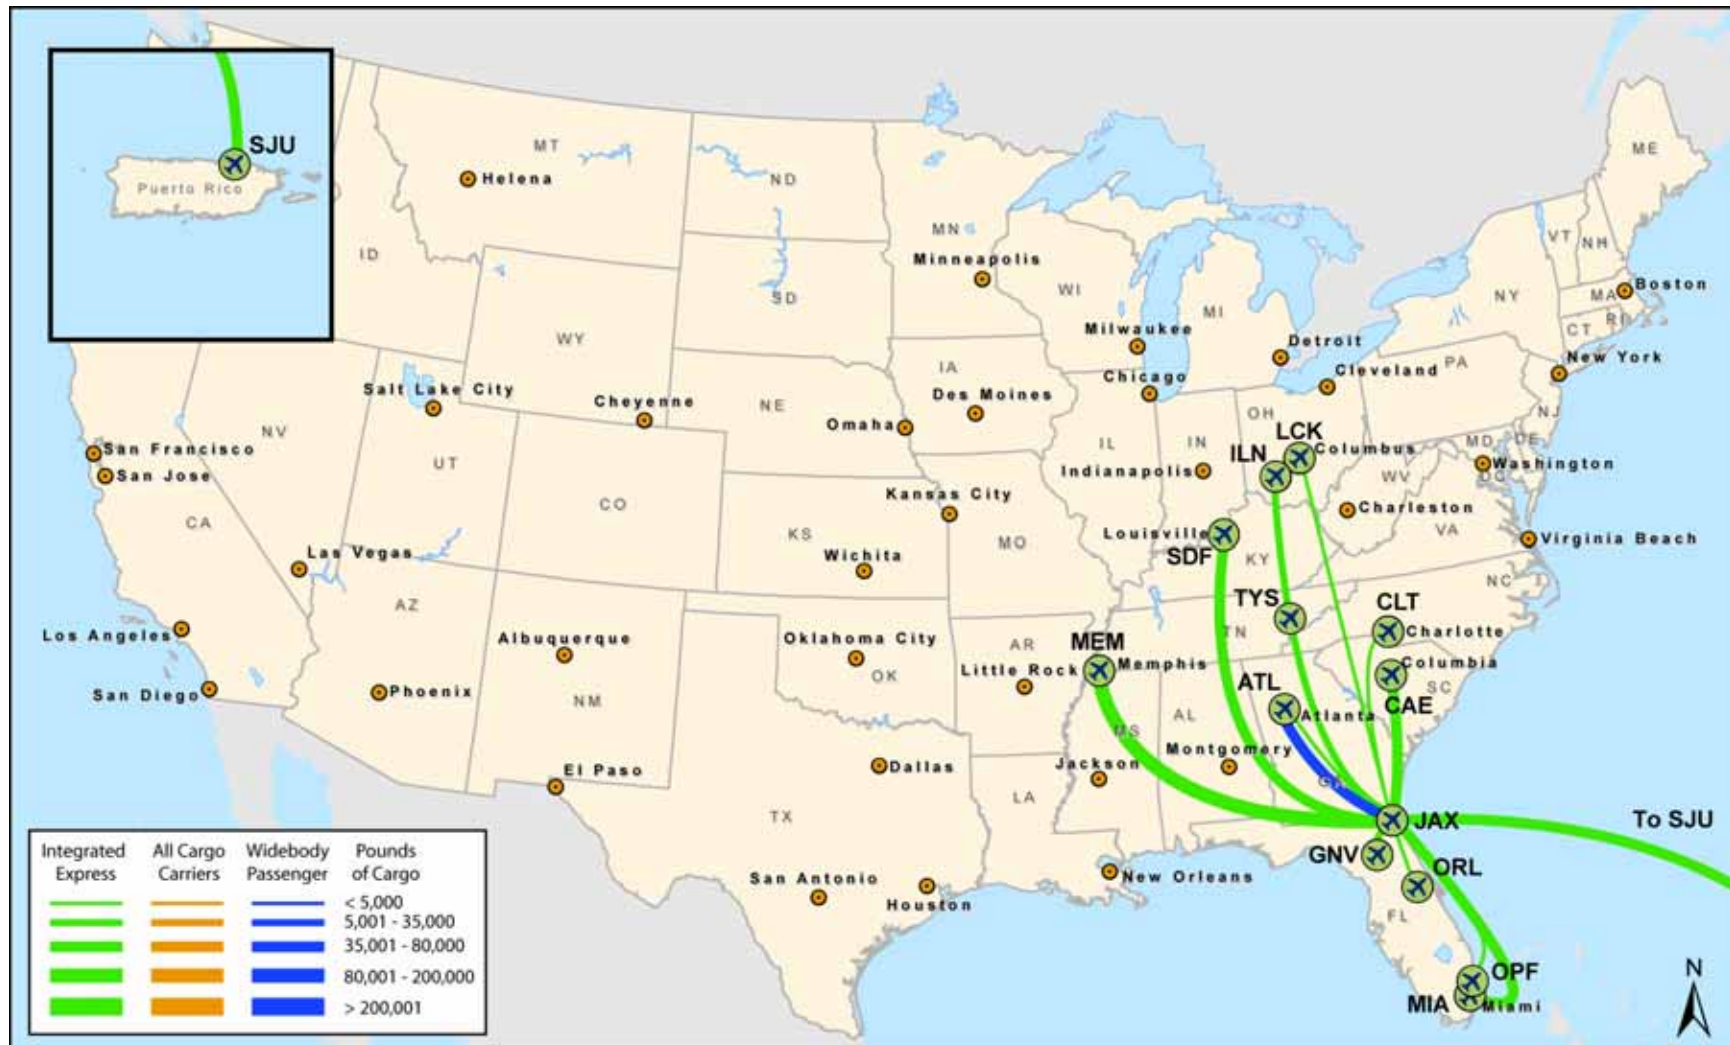 SJU
Puerto Rico
MT
Helena
ND
MN
Minneapolis
ID
SD
WI
MI
Milwaukee
Detroit
ME
VT
NH
NY
MA
Boston
RI
CT
New York
PA
WY
Salt Lake City
Cheyenne
NE
IA
Des Moines
Omaha
Chicago
Cleveland
NJ
OH
NV
San Francisco
San Jose
UT
IL
IN
Indianapolis
ILN
LCK
Columbus
MD
DE
Washington
DC
WV
CA
CO
Kansas City
Charleston
VA
KS
MO
Louisville
SDF
KY
Virginia Beach
Las Vegas
Wichita
NC
AZ
TYS
CLT
Charlotte
TN
Los Angeles
Albuquerque
Oklahoma City
OK
AR
Little Rock
MEM
Memphis
Columbia
SC
CAE
San Diego
Phoenix
NM
ATL
Atlanta
MS
AL
Montgomery
El Paso
Dallas
Jackson
GA
LA
TX
JAX
To SJU
GNV
ORL
San Antonio
Houston
New Orleans
FL
OPF
MIA
Miami
N
Integrated Express
All Cargo Carriers
Widebody Passenger
Pounds of Cargo
< 5,000
5,001 - 35,000
35,001 - 80,000
80,001 - 200,000
> 200,001